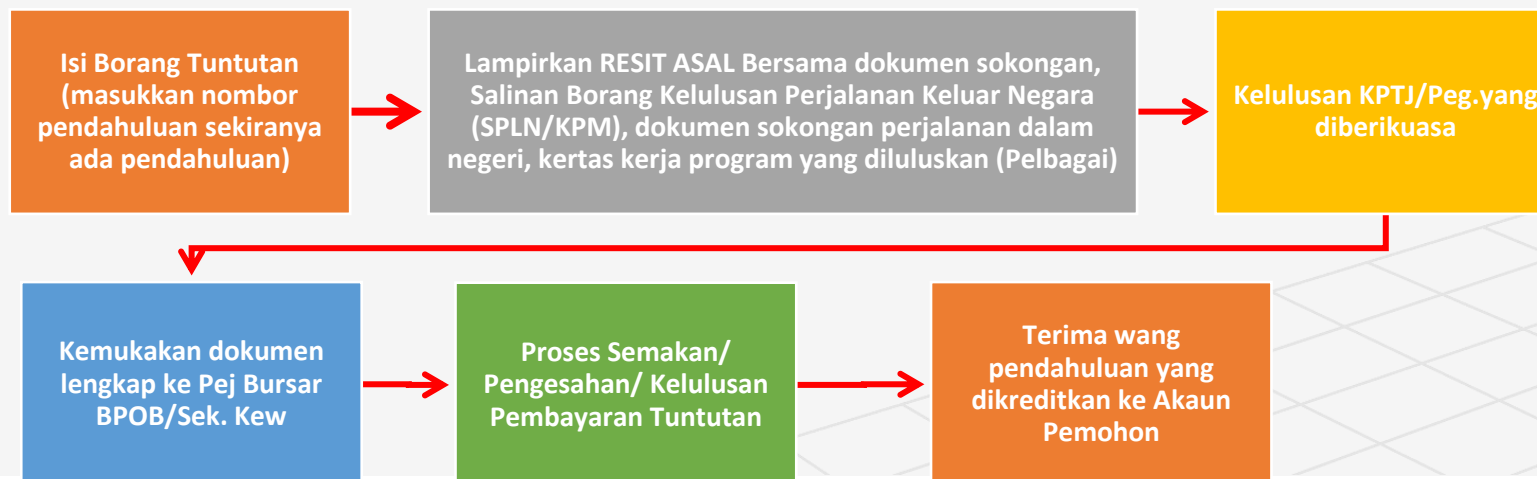 Isi Borang Tuntutan
(masukkan nombor
pendahuluan sekiranya
ada pendahuluan)
Lampirkan RESIT ASAL Bersama dokumen sokongan,
Salinan Borang Kelulusan Perjalanan Keluar Negara
(SPLN/KPM), dokumen sokongan perjalanan dalam
negeri, kertas kerja program yang diluluskan (Pelbagai)
Kelulusan KPTJ/Peg.yang
diberikuasa
Kemukakan dokumen
lengkap ke Pej Bursar
BPOB/Sek. Kew
Proses Semakan/
Pengesahan/ Kelulusan
Pembayaran Tuntutan
Terima wang
pendahuluan yang
dikreditkan ke Akaun
Pemohon